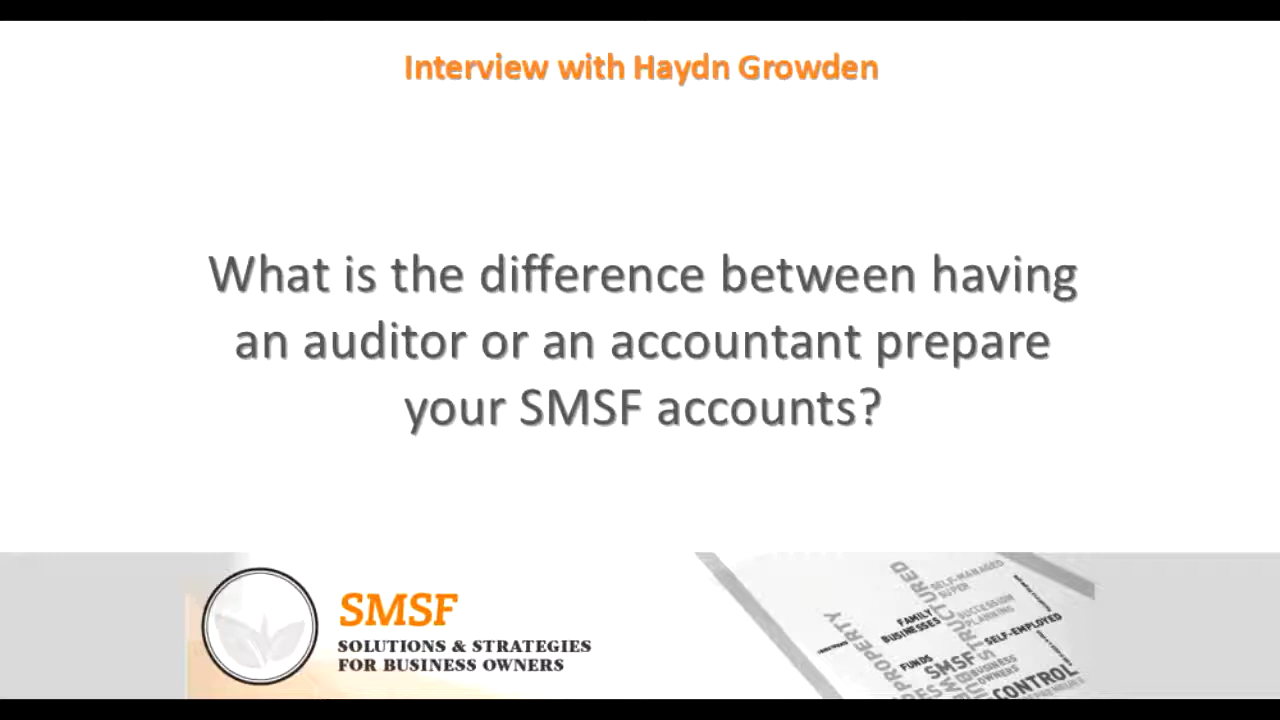 Interview with Haydn Growden
What is the difference between having
an auditor or an accountant prepare
your SMSF accounts?
SMSF
SOLUTIONS & STRATEGIES
FOR BUSINESS OWNERS
PROPERTY
STRUCTURED
SELF-MANAGED
SUPER
FAMILY
BUSINESSES
SUCCESSION
PLANNING
SELF-EMPLOYED
FUNDS
SMSF
BUSINESS
OWNERS
CONTROL